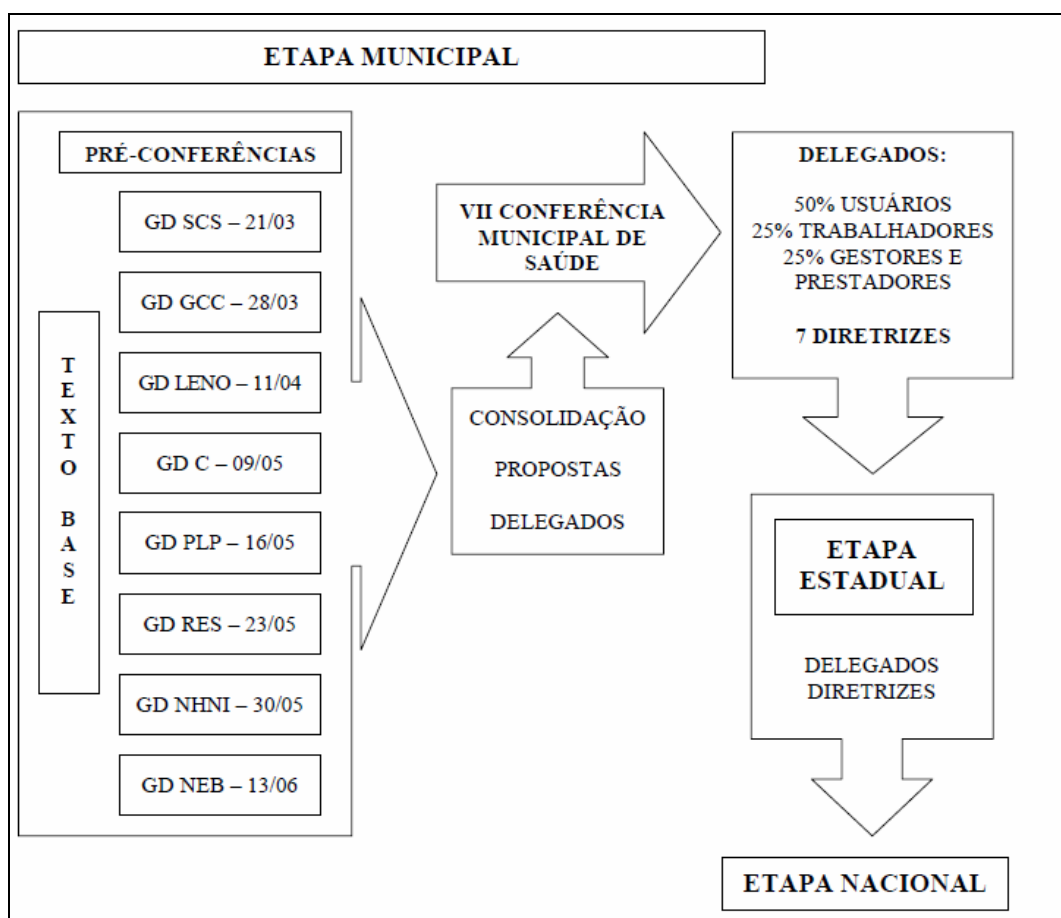 ETAPA MUNICIPAL
PRÉ-CONFERÊNCIAS
TEXTO BASE
GD SCS – 21/03
GD GCC – 28/03
GD LENO – 11/04
GD C – 09/05
GD PLP – 16/05
GD RES – 23/05
GD NHNI – 30/05
GD NEB – 13/06
CONSOLIDAÇÃO
PROPOSTAS
DELEGADOS
VII CONFERÊNCIA
MUNICIPAL DE
SAÚDE
DELEGADOS:
50% USUÁRIOS
25% TRABALHADORES
25% GESTORES E
PRESTADORES
7 DIRETRIZES
ETAPA
ESTADUAL
DELEGADOS
DIRETRIZES
ETAPA NACIONAL